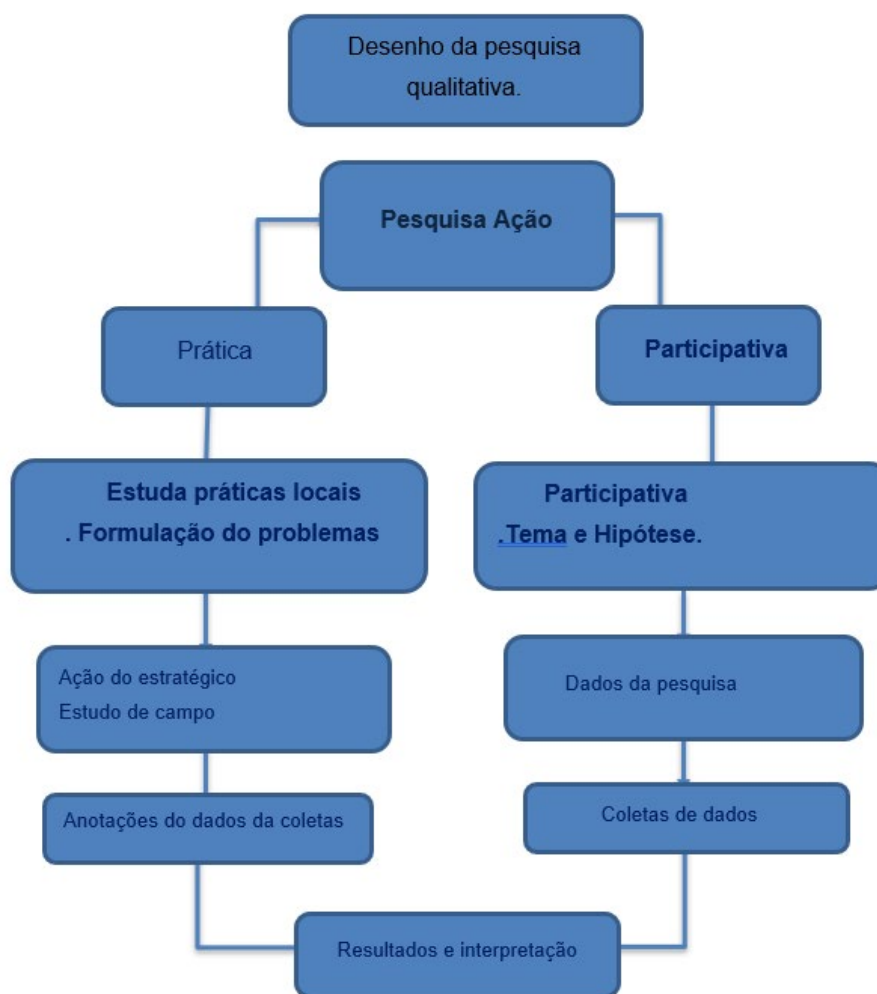 Desenho da pesquisa
qualitativa.
Pesquisa Ação
Prática
Participativa
Estuda práticas locais
. Formulação do problemas
Participativa
.Tema e Hipótese.
Ação do estratégico
Estudo de campo
Dados da pesquisa
Anotações do dados da coletas
Coletas de dados
Resultados e interpretação